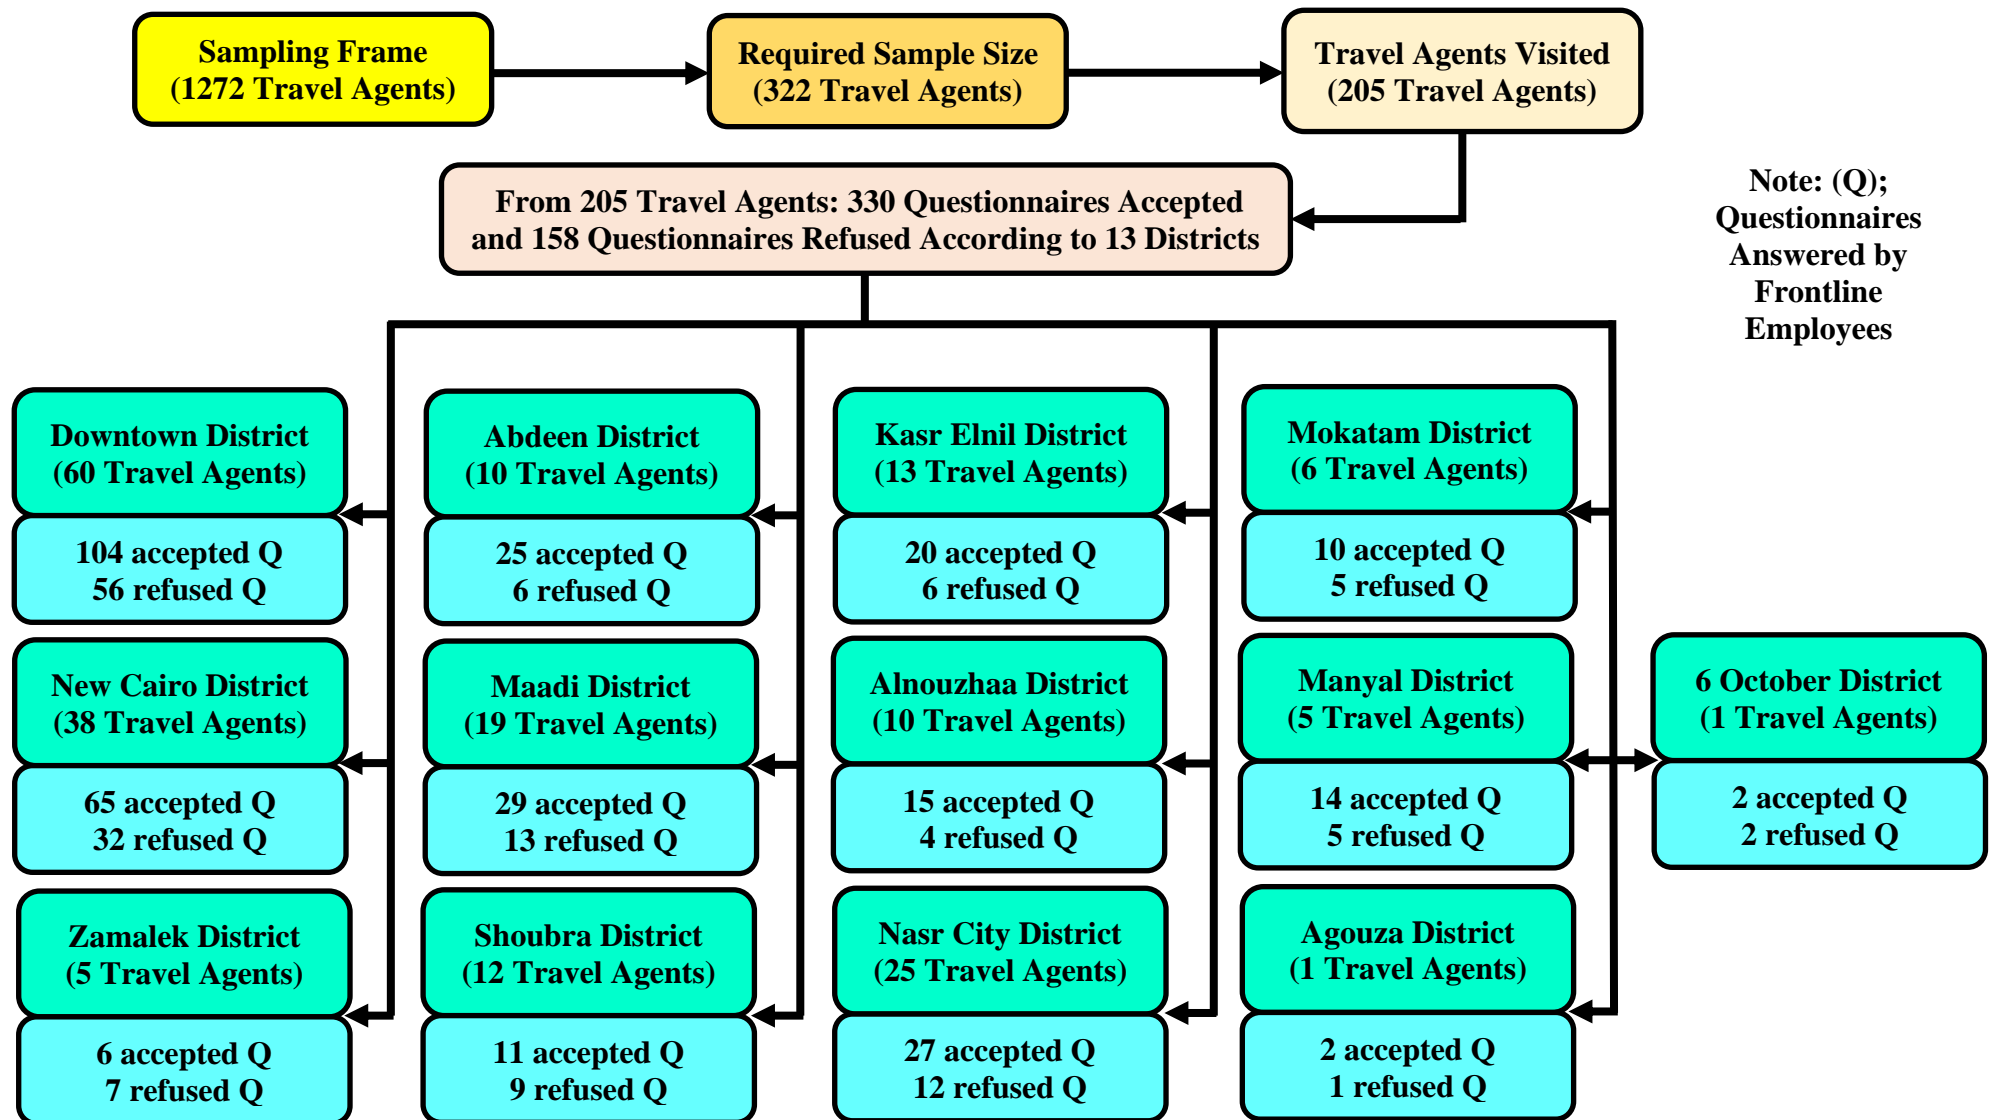 Sampling Frame
(1272 Travel Agents)
Required Sample Size
(322 Travel Agents)
Travel Agents Visited
(205 Travel Agents)
From 205 Travel Agents: 330 Questionnaires Accepted
and 158 Questionnaires Refused According to 13 Districts
Note: (Q);
Questionnaires
Answered by
Frontline
Employees
Downtown District
(60 Travel Agents)
104 accepted Q
56 refused Q
Abdeen District
(10 Travel Agents)
25 accepted Q
6 refused Q
Kasr Elnil District
(13 Travel Agents)
20 accepted Q
6 refused Q
Mokatam District
(6 Travel Agents)
10 accepted Q
5 refused Q
New Cairo District
(38 Travel Agents)
65 accepted Q
32 refused Q
Maadi District
(19 Travel Agents)
29 accepted Q
13 refused Q
Alnouzhaa District
(10 Travel Agents)
15 accepted Q
4 refused Q
Manyal District
(5 Travel Agents)
14 accepted Q
5 refused Q
6 October District
(1 Travel Agents)
2 accepted Q
2 refused Q
Zamalek District
(5 Travel Agents)
6 accepted Q
7 refused Q
Shoubra District
(12 Travel Agents)
11 accepted Q
9 refused Q
Nasr City District
(25 Travel Agents)
27 accepted Q
12 refused Q
Agouza District
(1 Travel Agents)
2 accepted Q
1 refused Q